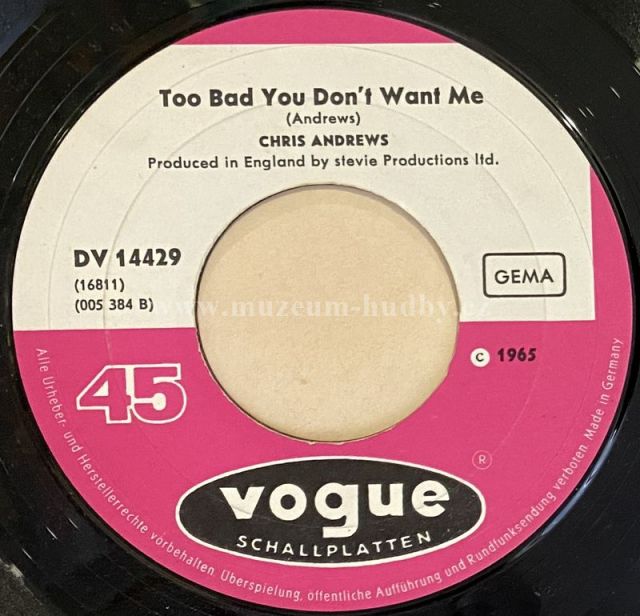 Too Bad You Don't Want Me
(Andrews)
CHRIS ANDREWS
Produced in England by stevie Productions ltd.
DV 14429
(16811)
(005 384 B)
GEMA
www.muzeum-hudby.cz
45
c 1965
®
vogue
SCHALLPLATTEN
Alle Urheber- und Herstellerrechte vorbehalten. Überspielung, öffentliche Aufführung und Rundfunksendung verboten. Made in Germany